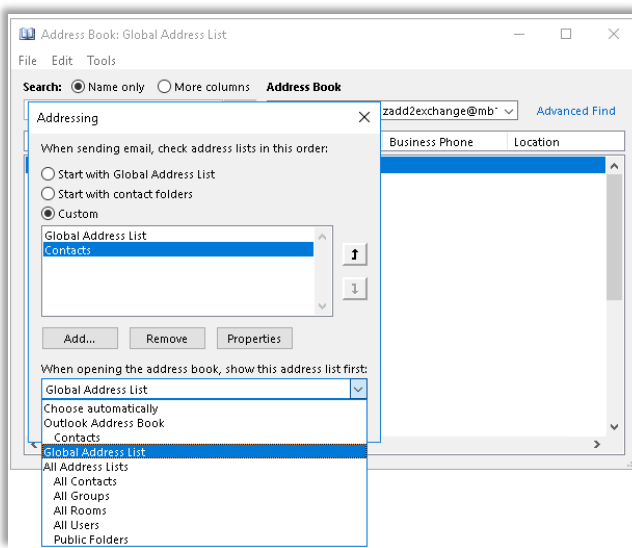 Address Book: Global Address List
File Edit Tools
Search: Name only More columns Address Book
zadd2exchange@mb Advanced Find
Business Phone Location
Addressing
When sending email, check address lists in this order:
Start with Global Address List
Start with contact folders
Custom
Global Address List
Contacts
Add... Remove Properties
When opening the address book, show this address list first:
Global Address List
Choose automatically
Outlook Address Book
Contacts
Global Address List
All Address Lists
All Contacts
All Groups
All Rooms
All Users
Public Folders